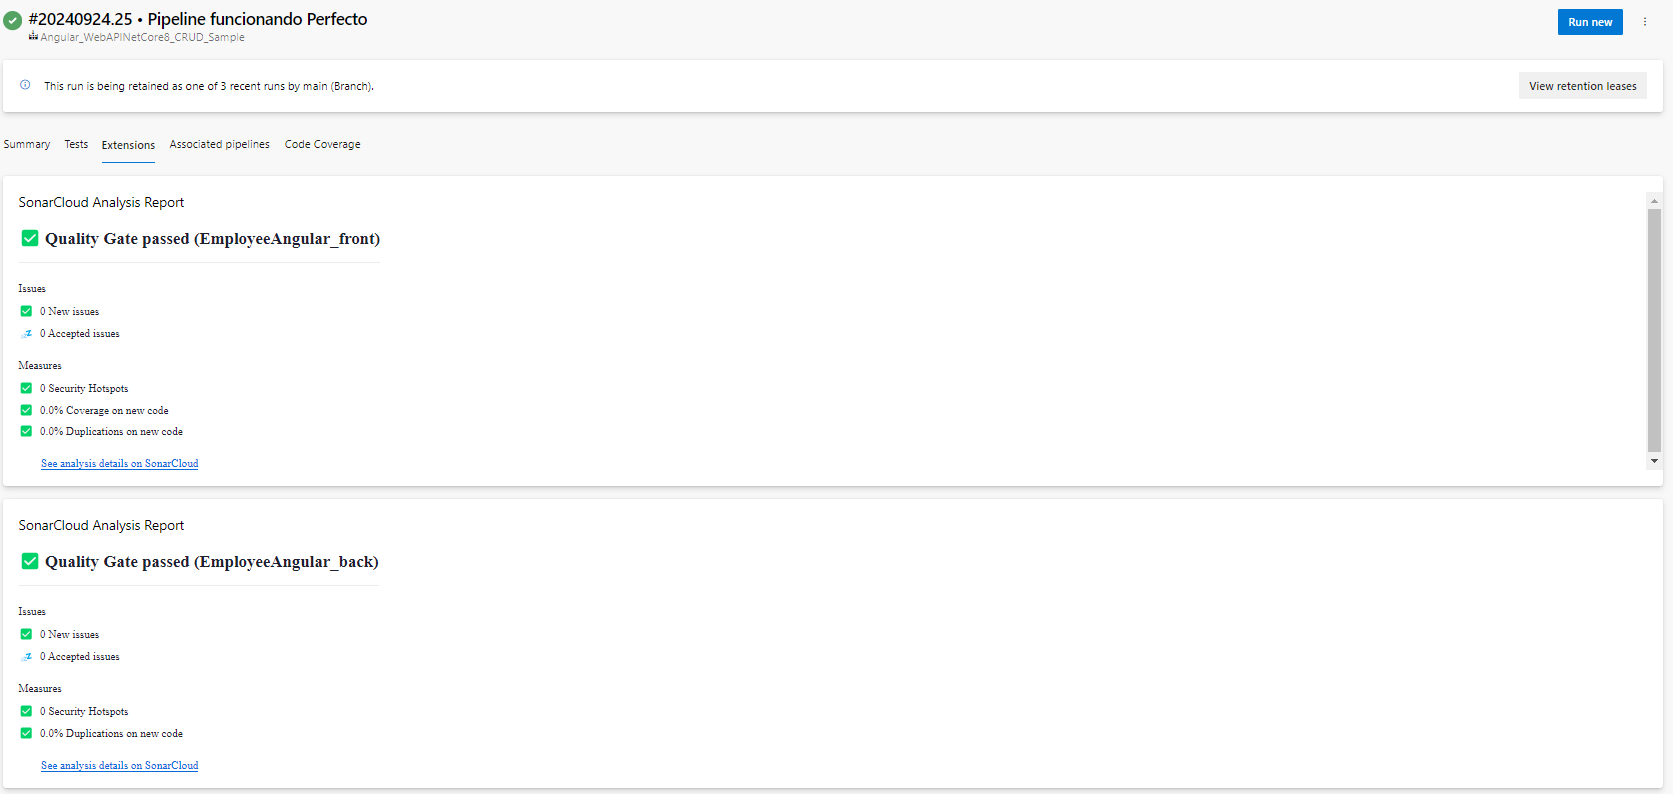 #20240924.25 • Pipeline funcionando Perfecto
Angular_WebAPINetCore8_CRUD_Sample
Run new
This run is being retained as one of 3 recent runs by main (Branch).
View retention leases
Summary Tests Extensions Associated pipelines Code Coverage
SonarCloud Analysis Report
Quality Gate passed (EmployeeAngular_front)
Issues
0 New issues
0 Accepted issues
Measures
0 Security Hotspots
0.0% Coverage on new code
0.0% Duplications on new code
See analysis details on SonarCloud
SonarCloud Analysis Report
Quality Gate passed (EmployeeAngular_back)
Issues
0 New issues
0 Accepted issues
Measures
0 Security Hotspots
0.0% Duplications on new code
See analysis details on SonarCloud